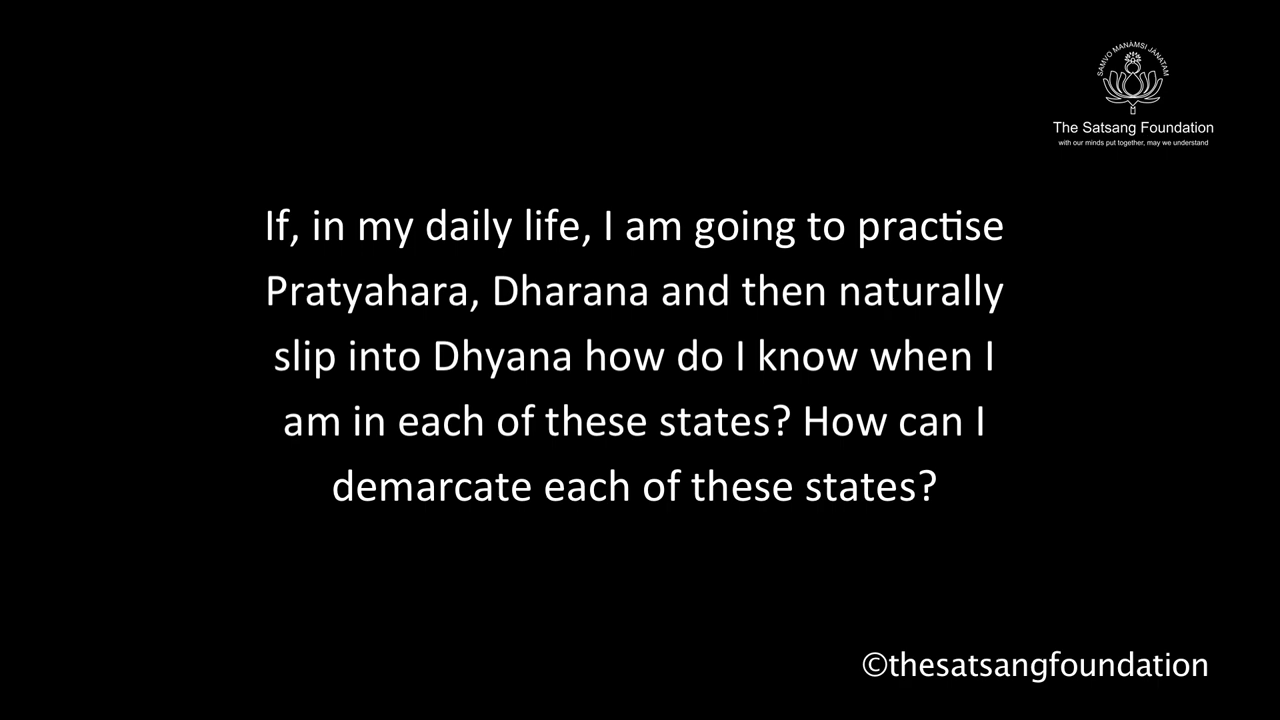 SAMVO MANAMSI JANATAM
The Satsang Foundation
with our minds put together, may we understand
If, in my daily life, I am going to practise
Pratyahara, Dharana and then naturally
slip into Dhyana how do I know when I
am in each of these states? How can I
demarcate each of these states?
©thesatsangfoundation